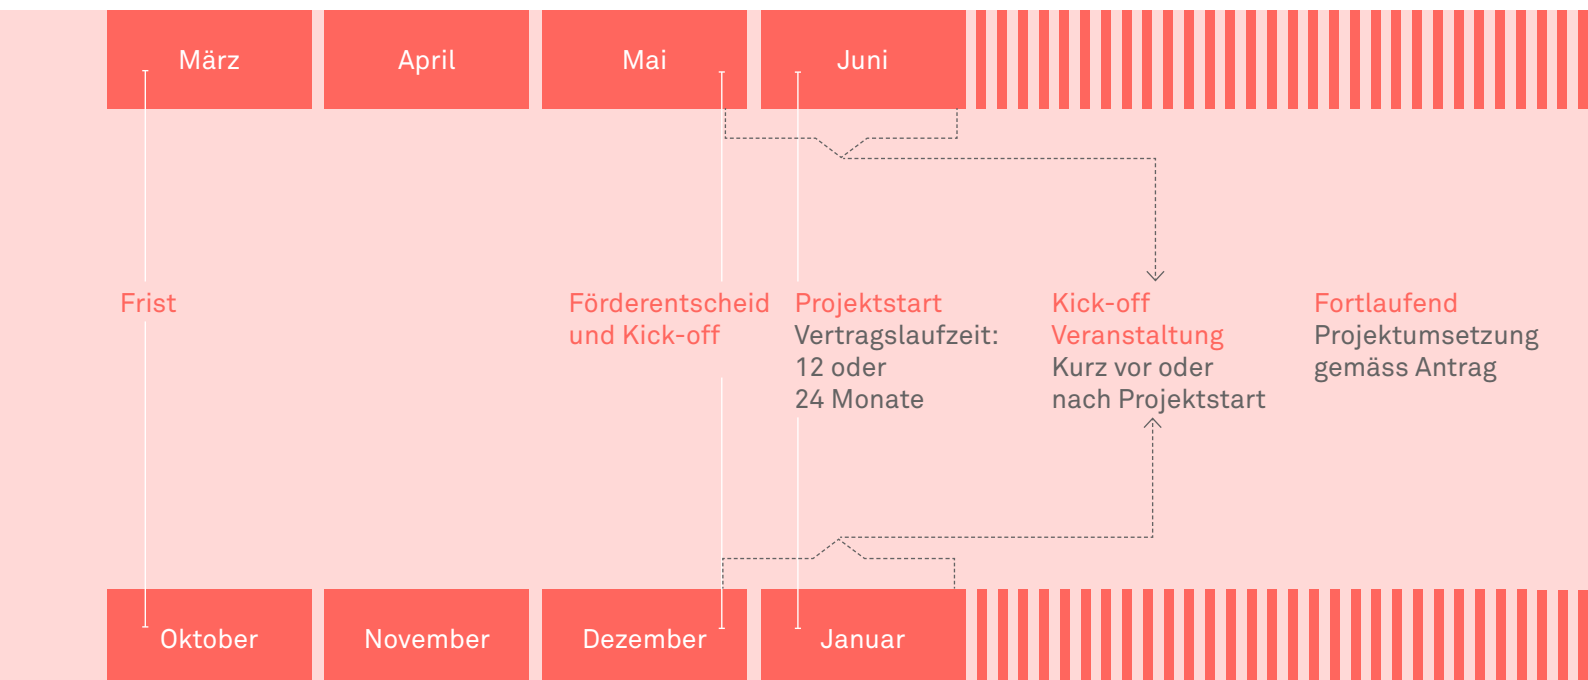 März
April
Mai
Juni
Frist
Förderentscheid
und Kick-off
Projektstart
Vertragslaufzeit:
12 oder
24 Monate
Kick-off
Veranstaltung
Kurz vor oder
nach Projektstart
Fortlaufend
Projektumsetzung
gemäss Antrag
Oktober
November
Dezember
Januar